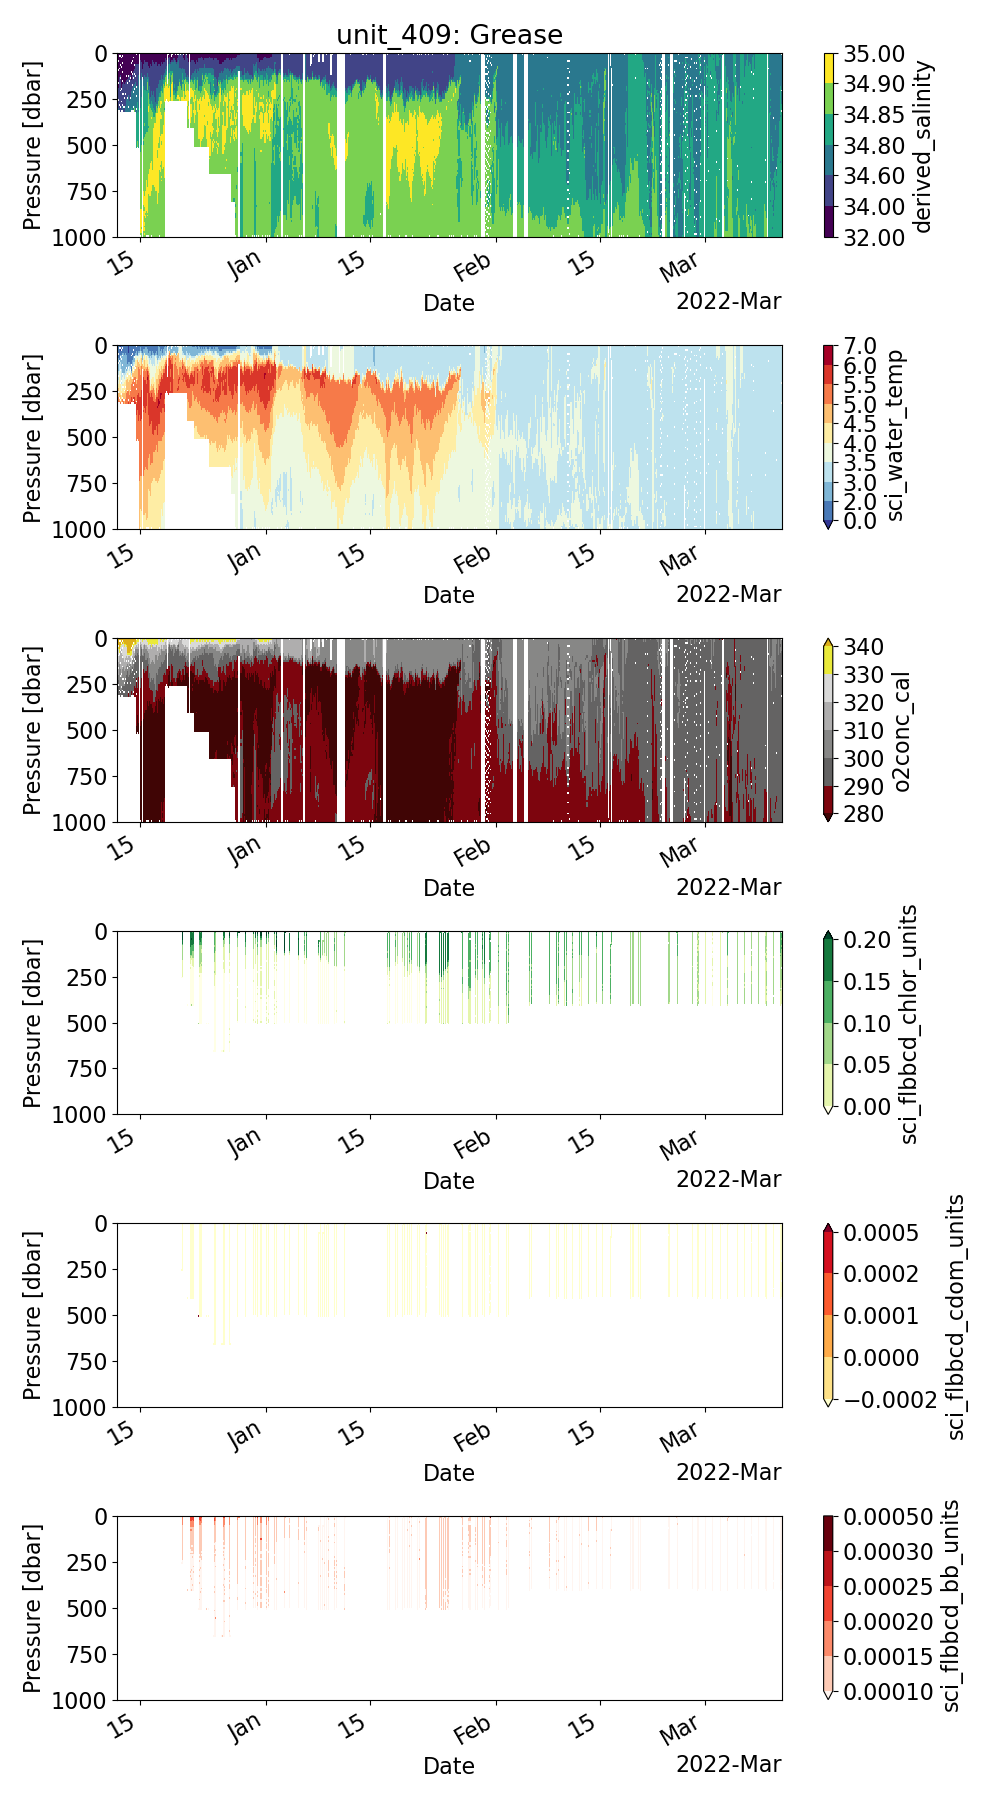 unit_409: Grease
0
250
500
750
1000
Pressure [dbar]
15
Jan
15
Feb
15
Mar
Date
2022-Mar
35.00
34.90
34.85
34.80
34.60
34.00
32.00
derived_salinity
0
250
500
750
1000
Pressure [dbar]
15
Jan
15
Feb
15
Mar
Date
2022-Mar
7.0
6.0
5.5
5.0
4.5
4.0
3.5
3.0
2.0
0.0
sci_water_temp
0
250
500
750
1000
Pressure [dbar]
15
Jan
15
Feb
15
Mar
Date
2022-Mar
340
330
320
310
300
290
280
o2conc_cal
0
250
500
750
1000
Pressure [dbar]
15
Jan
15
Feb
15
Mar
Date
2022-Mar
0.20
0.15
0.10
0.05
0.00
sci_flbbcd_chlor_units
0
250
500
750
1000
Pressure [dbar]
15
Jan
15
Feb
15
Mar
Date
2022-Mar
0.0005
0.0002
0.0001
0.0000
−0.0002
sci_flbbcd_cdom_units
0
250
500
750
1000
Pressure [dbar]
15
Jan
15
Feb
15
Mar
Date
2022-Mar
0.00050
0.00030
0.00025
0.00020
0.00015
0.00010
sci_flbbcd_bb_units